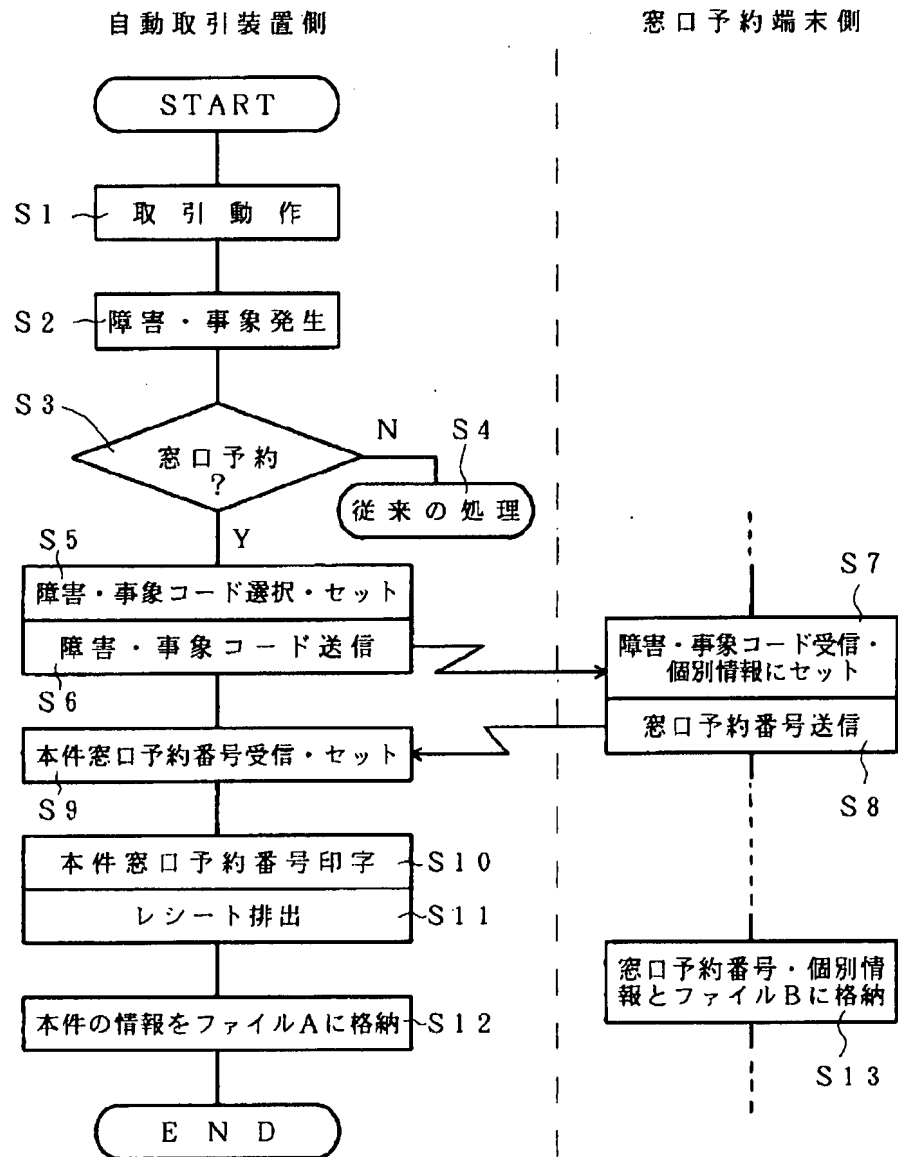 自動取引装置側
窓口予約端末側
START
S1
取引動作
S2
障害・事象発生
S3
窓口予約
?
N
S4
従来の処理
Y
S5
障害・事象コード選択・セット
障害・事象コード送信
S6
S7
障害・事象コード受信・
個別情報にセット
窓口予約番号送信
S8
本件窓口予約番号受信・セット
S9
本件窓口予約番号印字
S10
レシート排出
S11
窓口予約番号・個別情
報とファイルBに格納
S13
本件の情報をファイルAに格納
S12
END